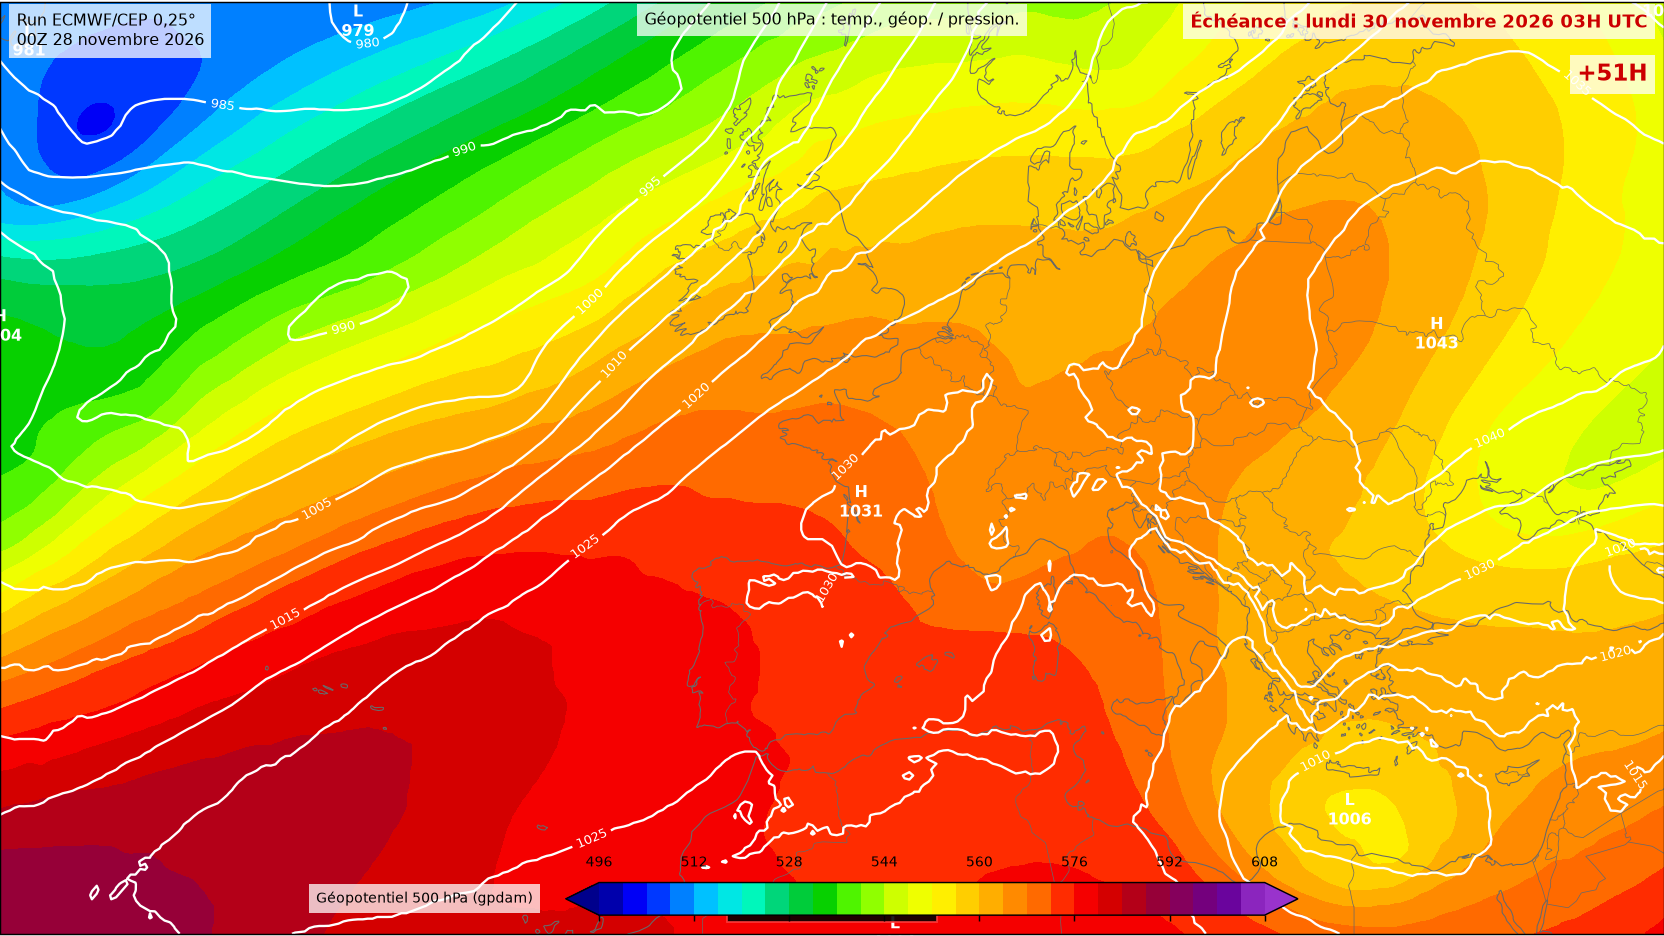 Run ECMWF/CEP 0,25°
00Z 28 novembre 2026
Géopotentiel 500 hPa : temp., géop. / pression.
Échéance : lundi 30 novembre 2026 03H UTC
+51H
981
L
979
980
985
990
995
990
1000
H
04
1010
1020
H
1043
1040
1030
H
1031
1005
1025
1030
1020
1030
1015
1020
1010
1015
L
1006
1025
496 512 528 544 560 576 592 608
Géopotentiel 500 hPa (gpdam)
L